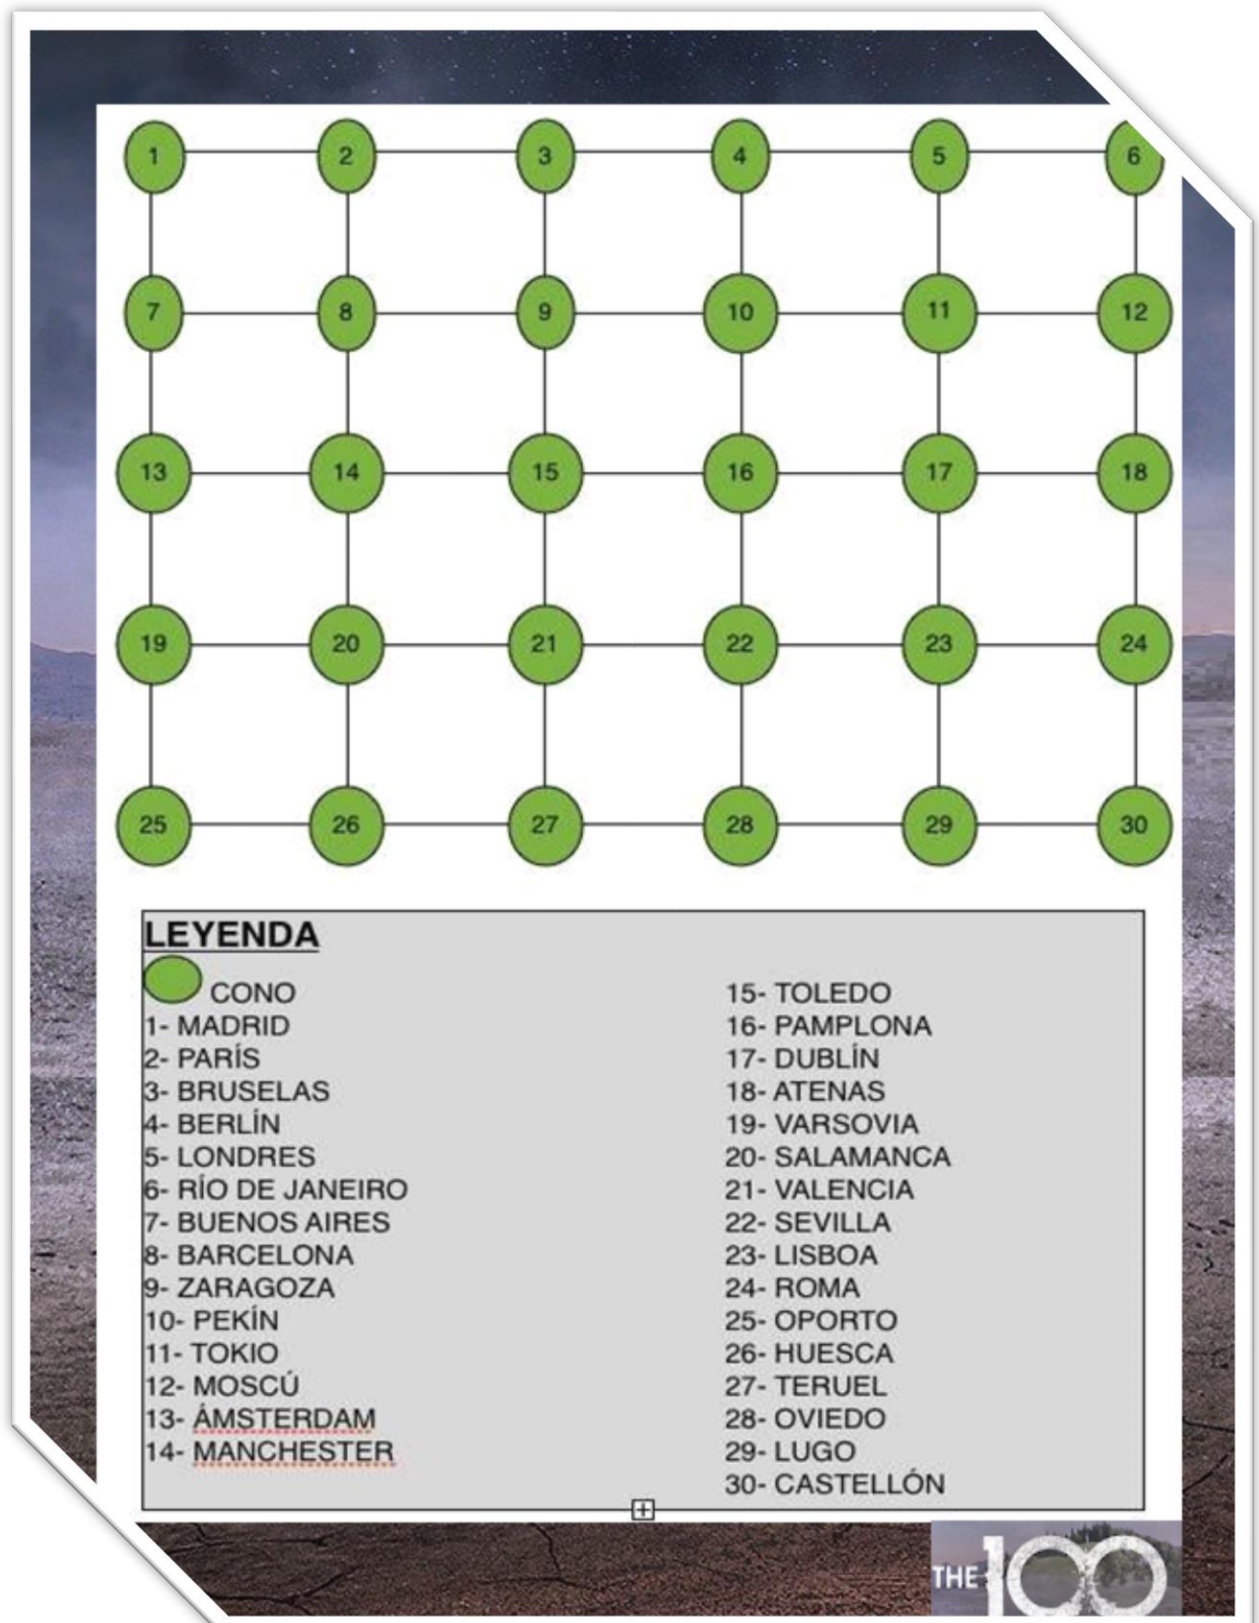 1 2 3 4 5 6
7 8 9 10 11 12
13 14 15 16 17 18
19 20 21 22 23 24
25 26 27 28 29 30
LEYENDA
CONO
1- MADRID
2- PARÍS
3- BRUSELAS
4- BERLÍN
5- LONDRES
6- RÍO DE JANEIRO
7- BUENOS AIRES
8- BARCELONA
9- ZARAGOZA
10- PEKÍN
11- TOKIO
12- MOSCÚ
13- ÁMSTERDAM
14- MANCHESTER
15- TOLEDO
16- PAMPLONA
17- DUBLÍN
18- ATENAS
19- VARSOVIA
20- SALAMANCA
21- VALENCIA
22- SEVILLA
23- LISBOA
24- ROMA
25- OPORTO
26- HUESCA
27- TERUEL
28- OVIEDO
29- LUGO
30- CASTELLÓN
THE 100